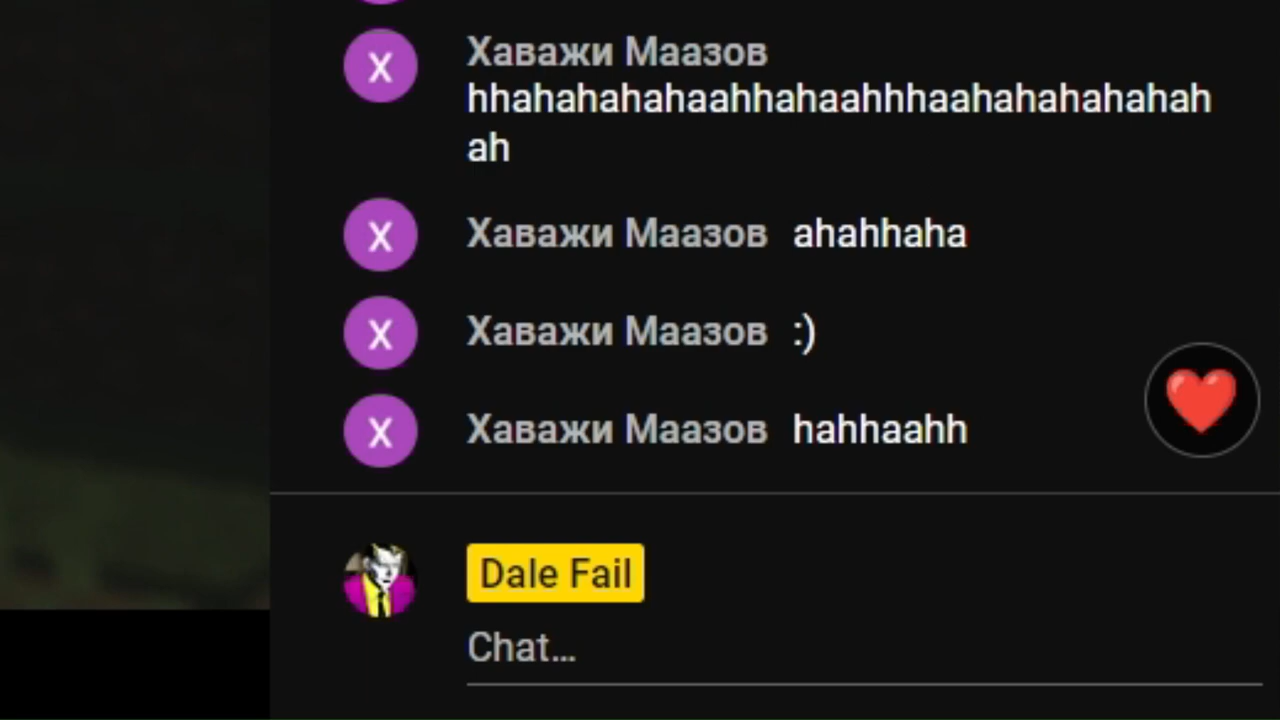 X Хаважи Маазов
hhahahahahaahhahaahhhaahahahahahah
ah
X Хаважи Маазов ahahhaha
X Хаважи Маазов :)
X Хаважи Маазов hahhaahh
Dale Fail
Chat...